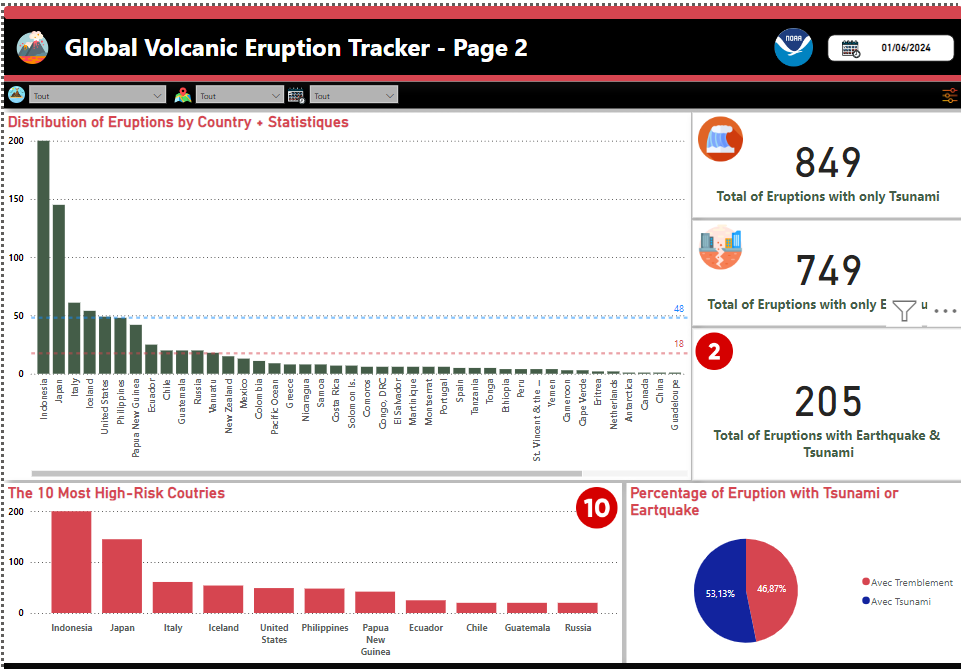 Global Volcanic Eruption Tracker - Page 2
NOAA
01/06/2024
Tout
Tout
Tout
Distribution of Eruptions by Country + Statistiques
200
150
100
50
0
48
18
Indonesia
Japan
Italy
Iceland
United States
Philippines
Papua New Guinea
Ecuador
Chile
Guatemala
Russia
Vanuatu
New Zealand
Mexico
Colombia
Pacific Ocean
Greece
Nicaragua
Samoa
Costa Rica
Solomon Is.
Comoros
Congo, DRC
El Salvador
Martinique
Montserrat
Portugal
Spain
Tanzania
Tonga
Ethiopia
Peru
St. Vincent & the ...
Yemen
Cameroon
Cape Verde
Eritrea
Netherlands
Antarctica
Canada
China
Guadeloupe
849
Total of Eruptions with only Tsunami
749
Total of Eruptions with only E
u
2
205
Total of Eruptions with Earthquake &
Tsunami
The 10 Most High-Risk Coutries
10
200
100
0
Indonesia
Japan
Italy
Iceland
United
States
Philippines
Papua
New
Guinea
Ecuador
Chile
Guatemala
Russia
Percentage of Eruption with Tsunami or
Eartquake
53,13%
46,87%
Avec Tremblement
Avec Tsunami